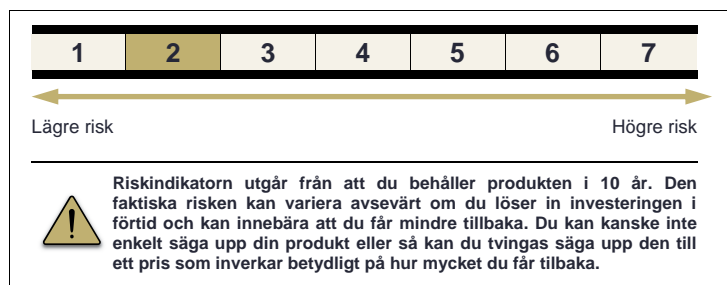 1 2 3 4 5 6 7
Lägre risk Högre risk
Riskindikatorn utgår från att du behåller produkten i 10 år. Den
faktiska risken kan variera avsevärt om du löser in investeringen i
förtid och kan innebära att du får mindre tillbaka. Du kan kanske inte
enkelt säga upp din produkt eller så kan du tvingas säga upp den till
ett pris som inverkar betydligt på hur mycket du får tilbaka.